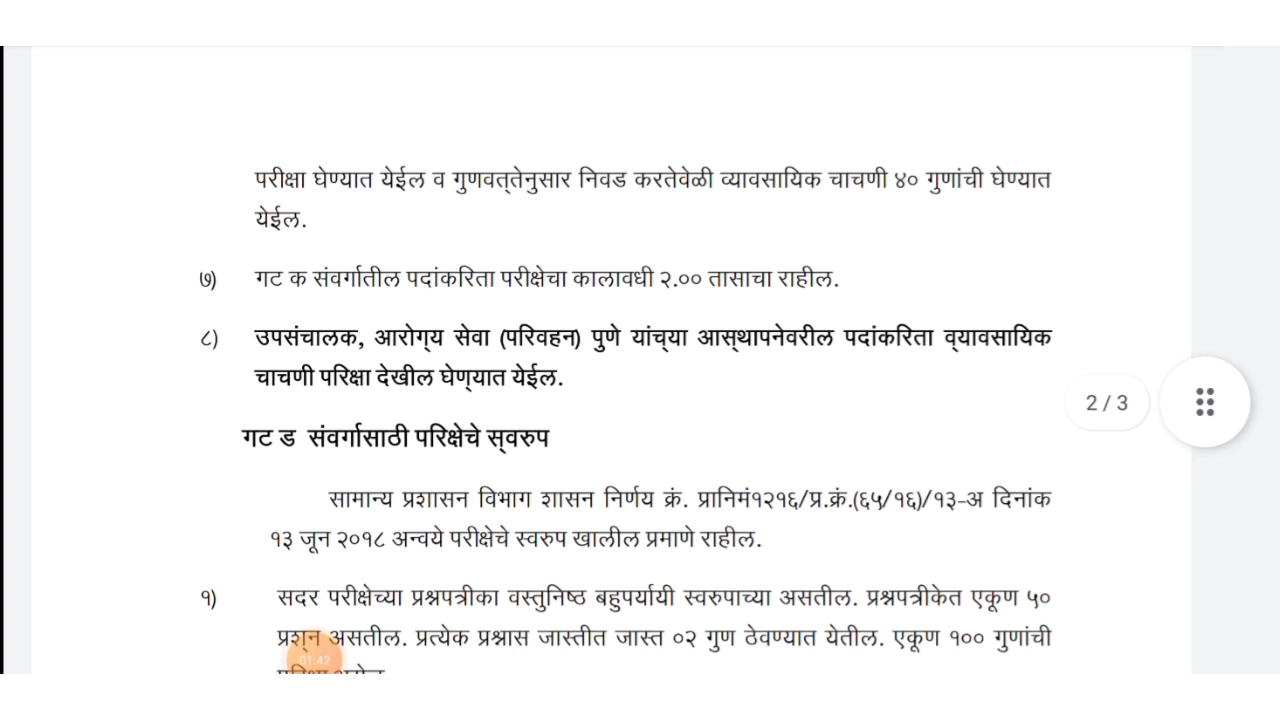 परीक्षा घेण्यात येईल व गुणवत्तेनुसार निवड करतेवेळी व्यावसायिक चाचणी ४० गुणांची घेण्यात
येईल.
७) गट क संवर्गातील पदांकरिता परीक्षेचा कालावधी २.०० तासाचा राहील.
८) उपसंचालक, आरोग्य सेवा (परिवहन) पुणे यांच्या आस्थापनेवरील पदांकरिता व्यावसायिक
चाचणी परिक्षा देखील घेण्यात येईल.
2 / 3
गट ड संवर्गासाठी परिक्षेचे स्वरुप
सामान्य प्रशासन विभाग शासन निर्णय क्रं. प्रानिमं१२१६/प्र.क्रं.(६५/१६)/१३-अ दिनांक
१३ जून २०१८ अन्वये परीक्षेचे स्वरुप खालील प्रमाणे राहील.
१) सदर परीक्षेच्या प्रश्नपत्रीका वस्तुनिष्ठ बहुपर्यायी स्वरुपाच्या असतील. प्रश्नपत्रीकेत एकूण ५०
प्रश्न असतील. प्रत्येक प्रश्नास जास्तीत जास्त ०२ गुण ठेवण्यात येतील. एकूण १०० गुणांची
01:42